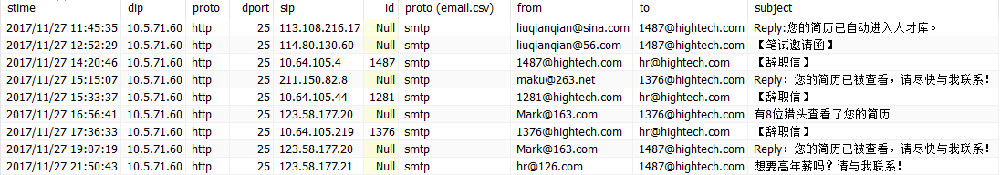 stime dip proto dport sip id proto (email.csv) from to subject
2017/11/27 11:45:35 10.5.71.60 http 25 113.108.216.17 Null smtp liuqianqian@sina.com 1487@hightech.com Reply:您的简历已自动进入人才库。
2017/11/27 12:52:29 10.5.71.60 http 25 114.80.130.60 Null smtp liuqianqian@56.com 1487@hightech.com 【笔试邀请函】
2017/11/27 14:20:46 10.5.71.60 http 25 10.64.105.4 1487 smtp 1487@hightech.com hr@hightech.com 【辞职信】
2017/11/27 15:15:07 10.5.71.60 http 25 211.150.82.8 Null smtp maku@263.net 1376@hightech.com Reply：您的简历已被查看，请尽快与我联系！
2017/11/27 15:33:37 10.5.71.60 http 25 10.64.105.44 1281 smtp 1281@hightech.com hr@hightech.com 【辞职信】
2017/11/27 16:56:41 10.5.71.60 http 25 123.58.177.20 Null smtp Mark@163.com 1376@hightech.com 有8位猎头查看了您的简历
2017/11/27 17:36:33 10.5.71.60 http 25 10.64.105.219 1376 smtp 1376@hightech.com hr@hightech.com 【辞职信】
2017/11/27 19:07:19 10.5.71.60 http 25 123.58.177.20 Null smtp Mark@163.com 1487@hightech.com Reply：您的简历已被查看，请尽快与我联系！
2017/11/27 21:50:43 10.5.71.60 http 25 123.58.177.21 Null smtp hr@126.com 1487@hightech.com 想要高年薪吗？请与我联系！